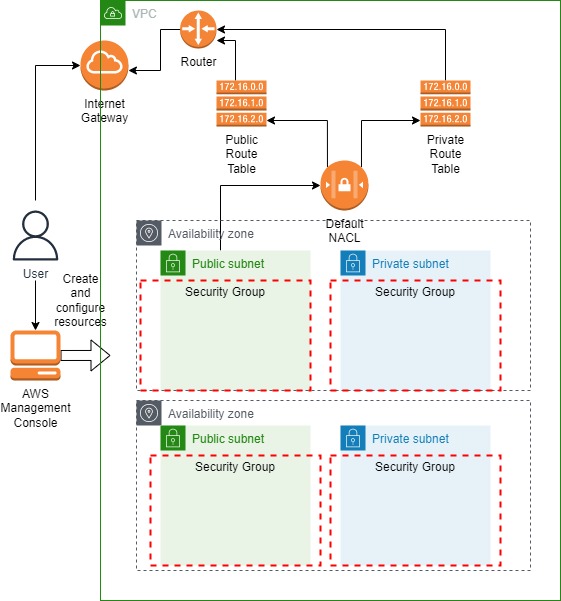 VPC
Router
Internet
Gateway
172.16.0.0
172.16.1.0
172.16.2.0
Public
Route
Table
172.16.0.0
172.16.1.0
172.16.2.0
Private
Route
Table
Default
NACL
User
Create
and
configure
resources
AWS
Management
Console
Availability zone
Public subnet
Security Group
Private subnet
Security Group
Availability zone
Public subnet
Security Group
Private subnet
Security Group